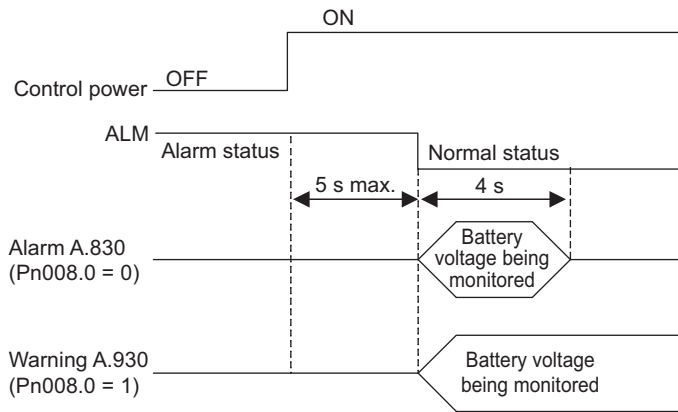 ON
OFF
Control power
ALM
Alarm status
Normal status
5 s max.
4 s
Alarm A.830
(Pn008.0 = 0)
Battery
voltage being
monitored
Warning A.930
(Pn008.0 = 1)
Battery voltage
being monitored